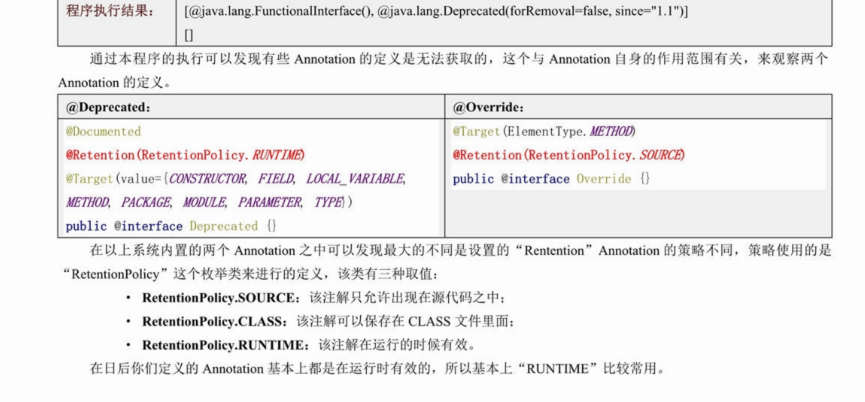 程序执行结果： [@java.lang.FunctionalInterface(), @java.lang.Deprecated(forRemoval=false, since="1.1")]
[]
通过本程序的执行可以发现有些 Annotation 的定义是无法获取的，这个与 Annotation 自身的作用范围有关，来观察两个
Annotation 的定义。
@Deprecated：
@Documented
@Retention(RetentionPolicy.RUNTIME)
@Target(value={CONSTRUCTOR, FIELD, LOCAL_VARIABLE,
METHOD, PACKAGE, MODULE, PARAMETER, TYPE})
public @interface Deprecated {}
@Override：
@Target(ElementType.METHOD)
@Retention(RetentionPolicy.SOURCE)
public @interface Override {}
在以上系统内置的两个 Annotation 之中可以发现最大的不同是设置的“Rentention”Annotation 的策略不同，策略使用的是
“RetentionPolicy”这个枚举类来进行的定义，该类有三种取值：
• RetentionPolicy.SOURCE：该注解只允许出现在源代码之中；
• RetentionPolicy.CLASS：该注解可以保存在 CLASS 文件里面；
• RetentionPolicy.RUNTIME：该注解在运行的时候有效。
在日后你们定义的 Annotation 基本上都是在运行时有效的，所以基本上“RUNTIME”比较常用。